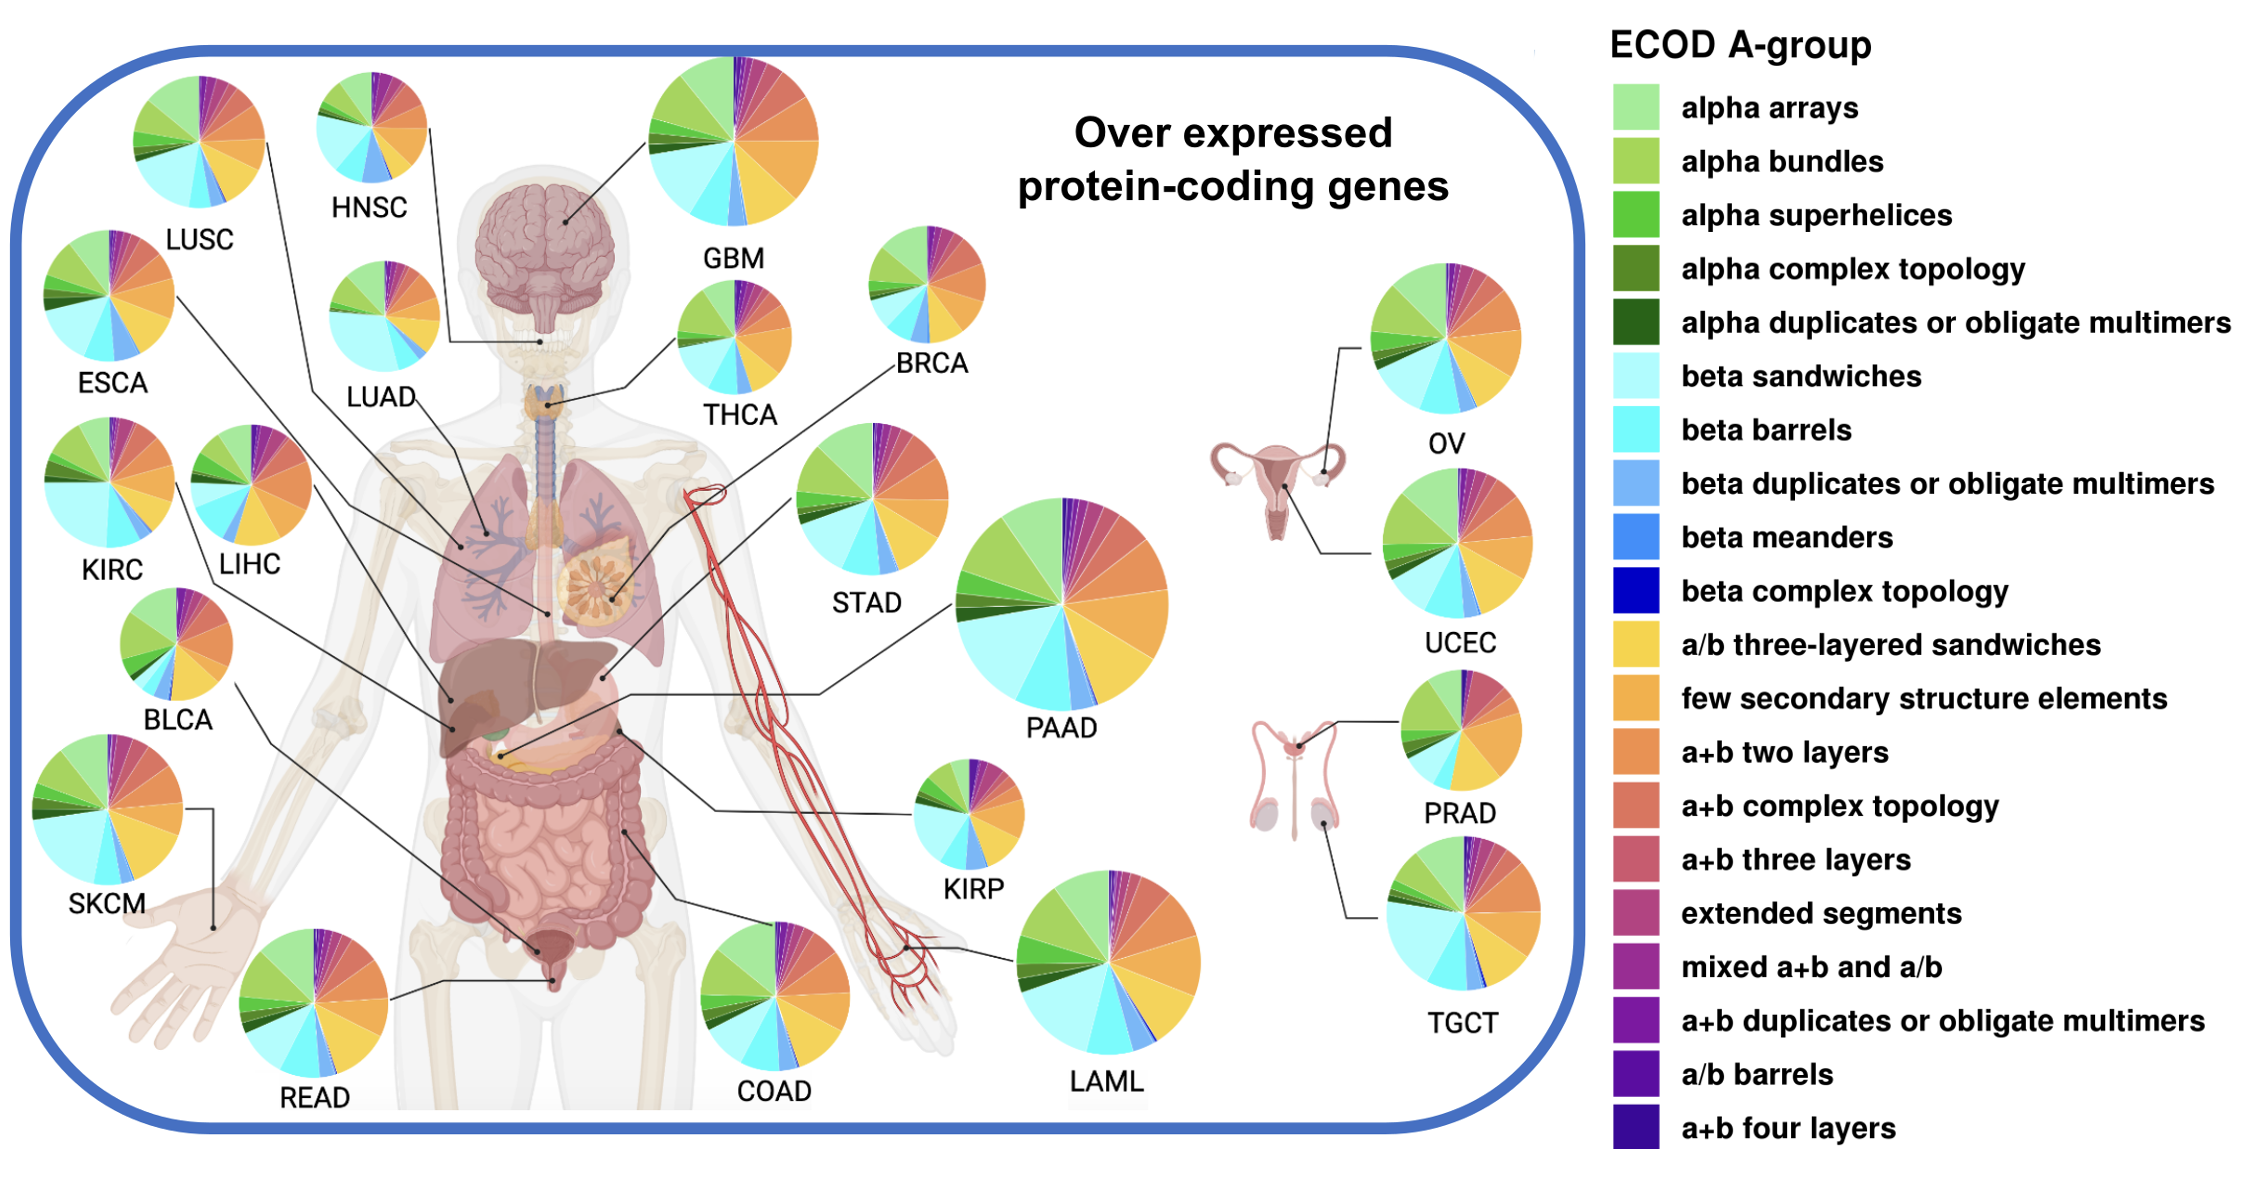 Over expressed
protein-coding genes
LUSC
HNSC
GBM
ESCA
LUAD
THCA
BRCA
KIRC
LIHC
STAD
OV
UCEC
BLCA
PAAD
PRAD
SKCM
KIRP
TGCT
READ
COAD
LAML
ECOD A-group
alpha arrays
alpha bundles
alpha superhelices
alpha complex topology
alpha duplicates or obligate multimers
beta sandwiches
beta barrels
beta duplicates or obligate multimers
beta meanders
beta complex topology
a/b three-layered sandwiches
few secondary structure elements
a+b two layers
a+b complex topology
a+b three layers
extended segments
mixed a+b and a/b
a+b duplicates or obligate multimers
a/b barrels
a+b four layers